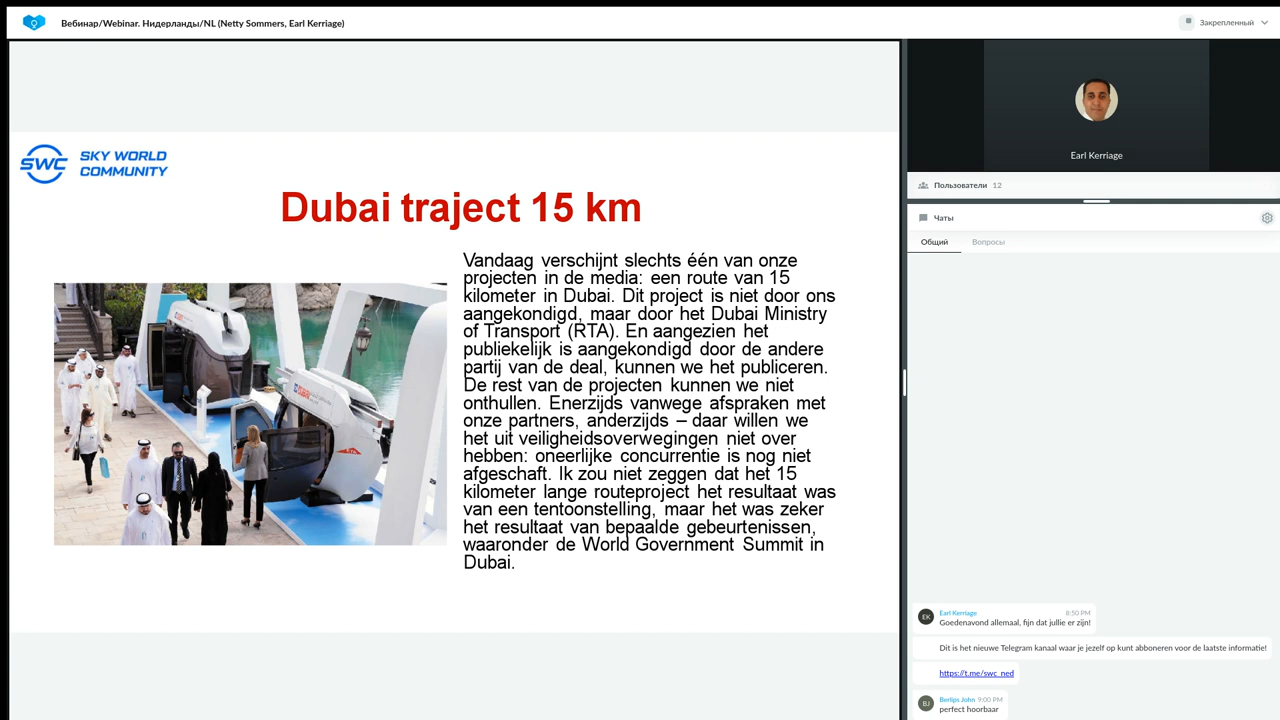 Вебинар/Webinar. Нидерланды/NL (Netty Sommers, Earl Kerriage)
Закрепленный
SWC
SKY WORLD
COMMUNITY
Dubai traject 15 km
Vandaag verschijnt slechts één van onze
projecten in de media: een route van 15
kilometer in Dubai. Dit project is niet door ons
aangekondigd, maar door het Dubai Ministry
of Transport (RTA). En aangezien het
publiekelijk is aangekondigd door de andere
partij van de deal, kunnen we het publiceren.
De rest van de projecten kunnen we niet
onthullen. Enerzijds vanwege afspraken met
onze partners, anderzijds – daar willen we
het uit veiligheidsoverwegingen niet over
hebben: oneerlijke concurrentie is nog niet
afgeschaft. Ik zou niet zeggen dat het 15
kilometer lange routeproject het resultaat was
van een tentoonstelling, maar het was zeker
het resultaat van bepaalde gebeurtenissen,
waaronder de World Government Summit in
Dubai.
Earl Kerriage
Пользователи 12
Чаты
Общий Вопросы
EK
Earl Kerriage 8:50 PM
Goedenavond allemaal, fijn dat jullie er zijn!
Dit is het nieuwe Telegram kanaal waar je jezelf op kunt abboneren voor de laatste informatie!
https://t.me/swc_ned
BJ
Berlips John 9:00 PM
perfect hoorbaar